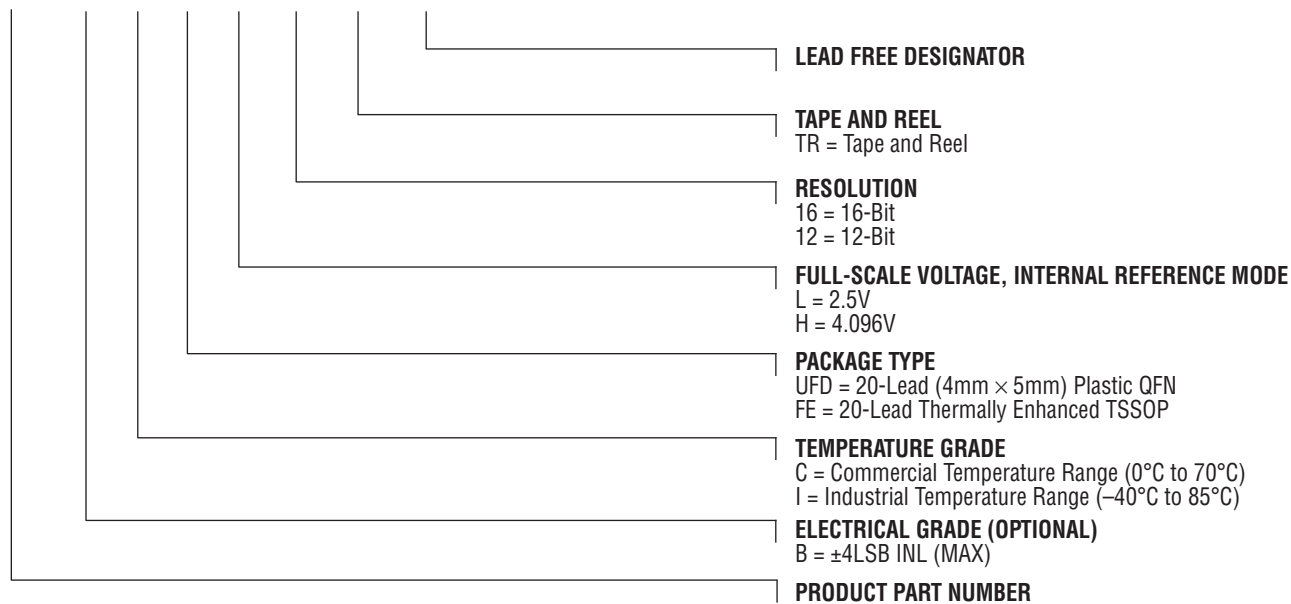 LEAD FREE DESIGNATOR
TAPE AND REEL
TR = Tape and Reel
RESOLUTION
16 = 16-Bit
12 = 12-Bit
FULL-SCALE VOLTAGE, INTERNAL REFERENCE MODE
L = 2.5V
H = 4.096V
PACKAGE TYPE
UFD = 20-Lead (4mm × 5mm) Plastic QFN
FE = 20-Lead Thermally Enhanced TSSOP
TEMPERATURE GRADE
C = Commercial Temperature Range (0°C to 70°C)
I = Industrial Temperature Range (–40°C to 85°C)
ELECTRICAL GRADE (OPTIONAL)
B = ±4LSB INL (MAX)
PRODUCT PART NUMBER